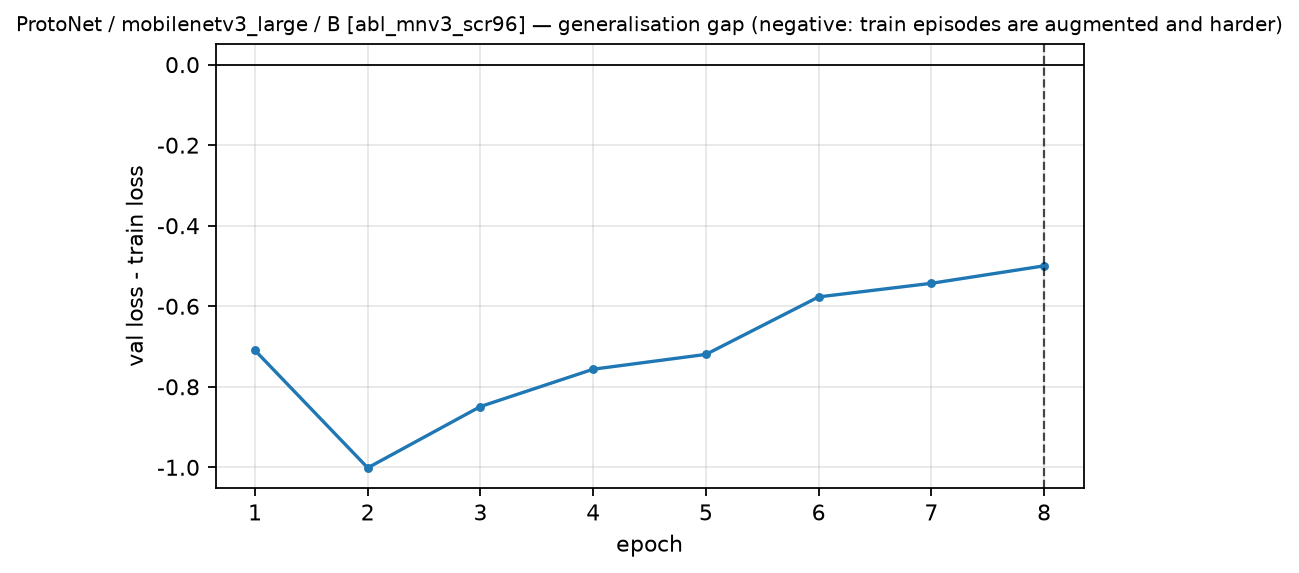 ProtoNet / mobilenetv3_large / B [abl_mnv3_scr96] — generalisation gap (negative: train episodes are augmented and harder)
0.0
-0.2
-0.4
-0.6
-0.8
-1.0
val loss - train loss
1 2 3 4 5 6 7 8
epoch